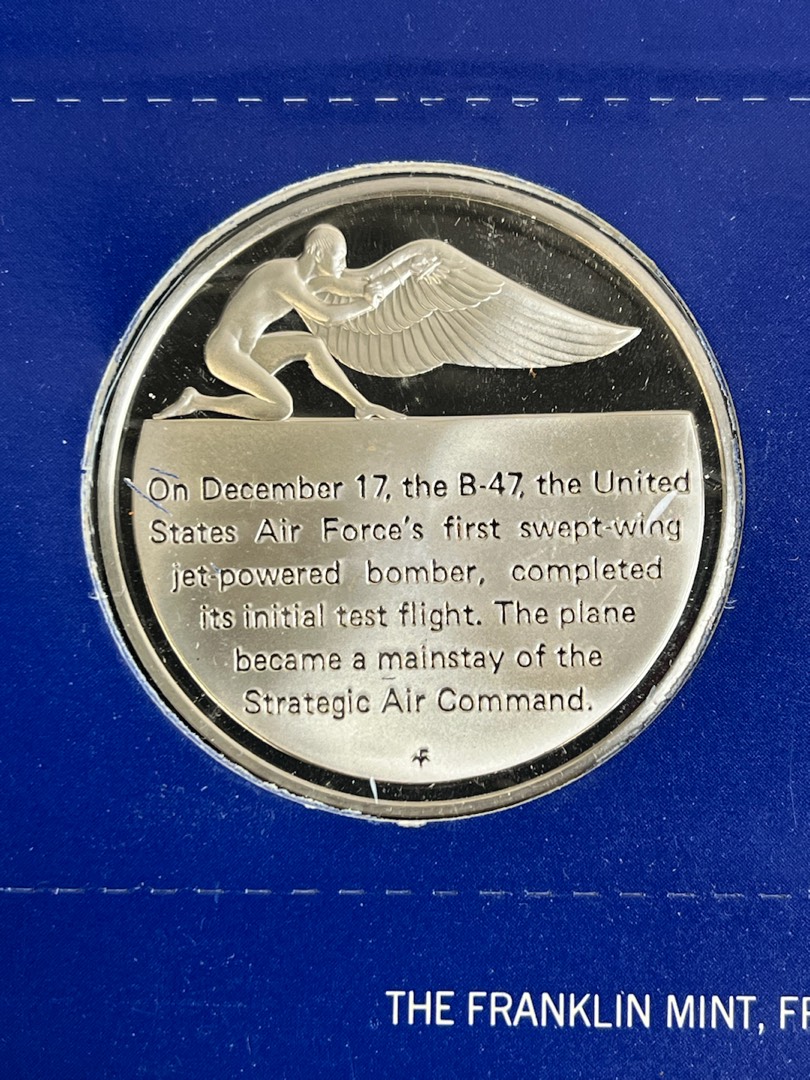 On December 17, the B-47, the United
States Air Force's first swept-wing
jet-powered bomber, completed
its initial test flight. The plane
became a mainstay of the
Strategic Air Command.
THE FRANKLIN MINT, FR